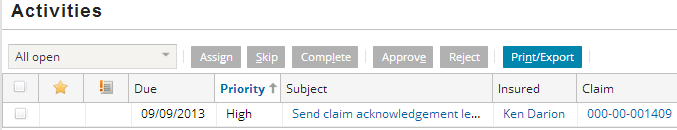 Activities
All open Assign Skip Complete Approve Reject Print/Export
Due Priority Subject Insured Claim
09/09/2013 High Send claim acknowledgement le... Ken Darion 000-00-001409